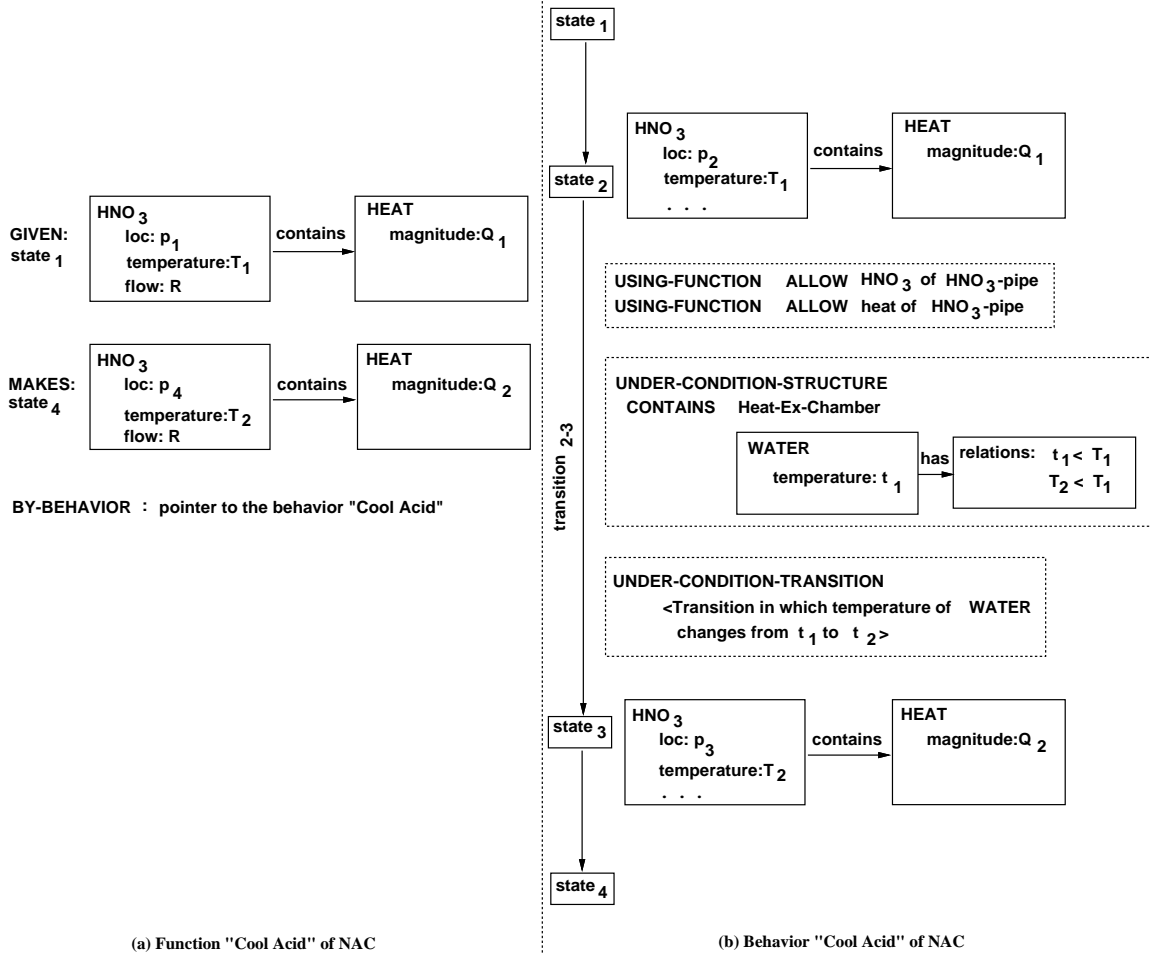 GIVEN:
state 1
HNO 3
loc: p 1
temperature:T 1
flow: R
contains
HEAT
magnitude:Q 1
MAKES:
state 4
HNO 3
loc: p 4
temperature:T 2
flow: R
contains
HEAT
magnitude:Q 2
BY-BEHAVIOR : pointer to the behavior "Cool Acid"
(a) Function "Cool Acid" of NAC
state 1
state 2
HNO 3
loc: p 2
temperature:T 1
. . .
contains
HEAT
magnitude:Q 1
transition 2-3
USING-FUNCTION ALLOW HNO 3 of HNO 3 -pipe
USING-FUNCTION ALLOW heat of HNO 3 -pipe
UNDER-CONDITION-STRUCTURE
CONTAINS Heat-Ex-Chamber
WATER
temperature: t 1
has
relations: t 1 < T 1
T 2 < T 1
UNDER-CONDITION-TRANSITION
<Transition in which temperature of WATER
changes from t 1 to t 2 >
state 3
HNO 3
loc: p 3
temperature:T 2
. . .
contains
HEAT
magnitude:Q 2
state 4
(b) Behavior "Cool Acid" of NAC